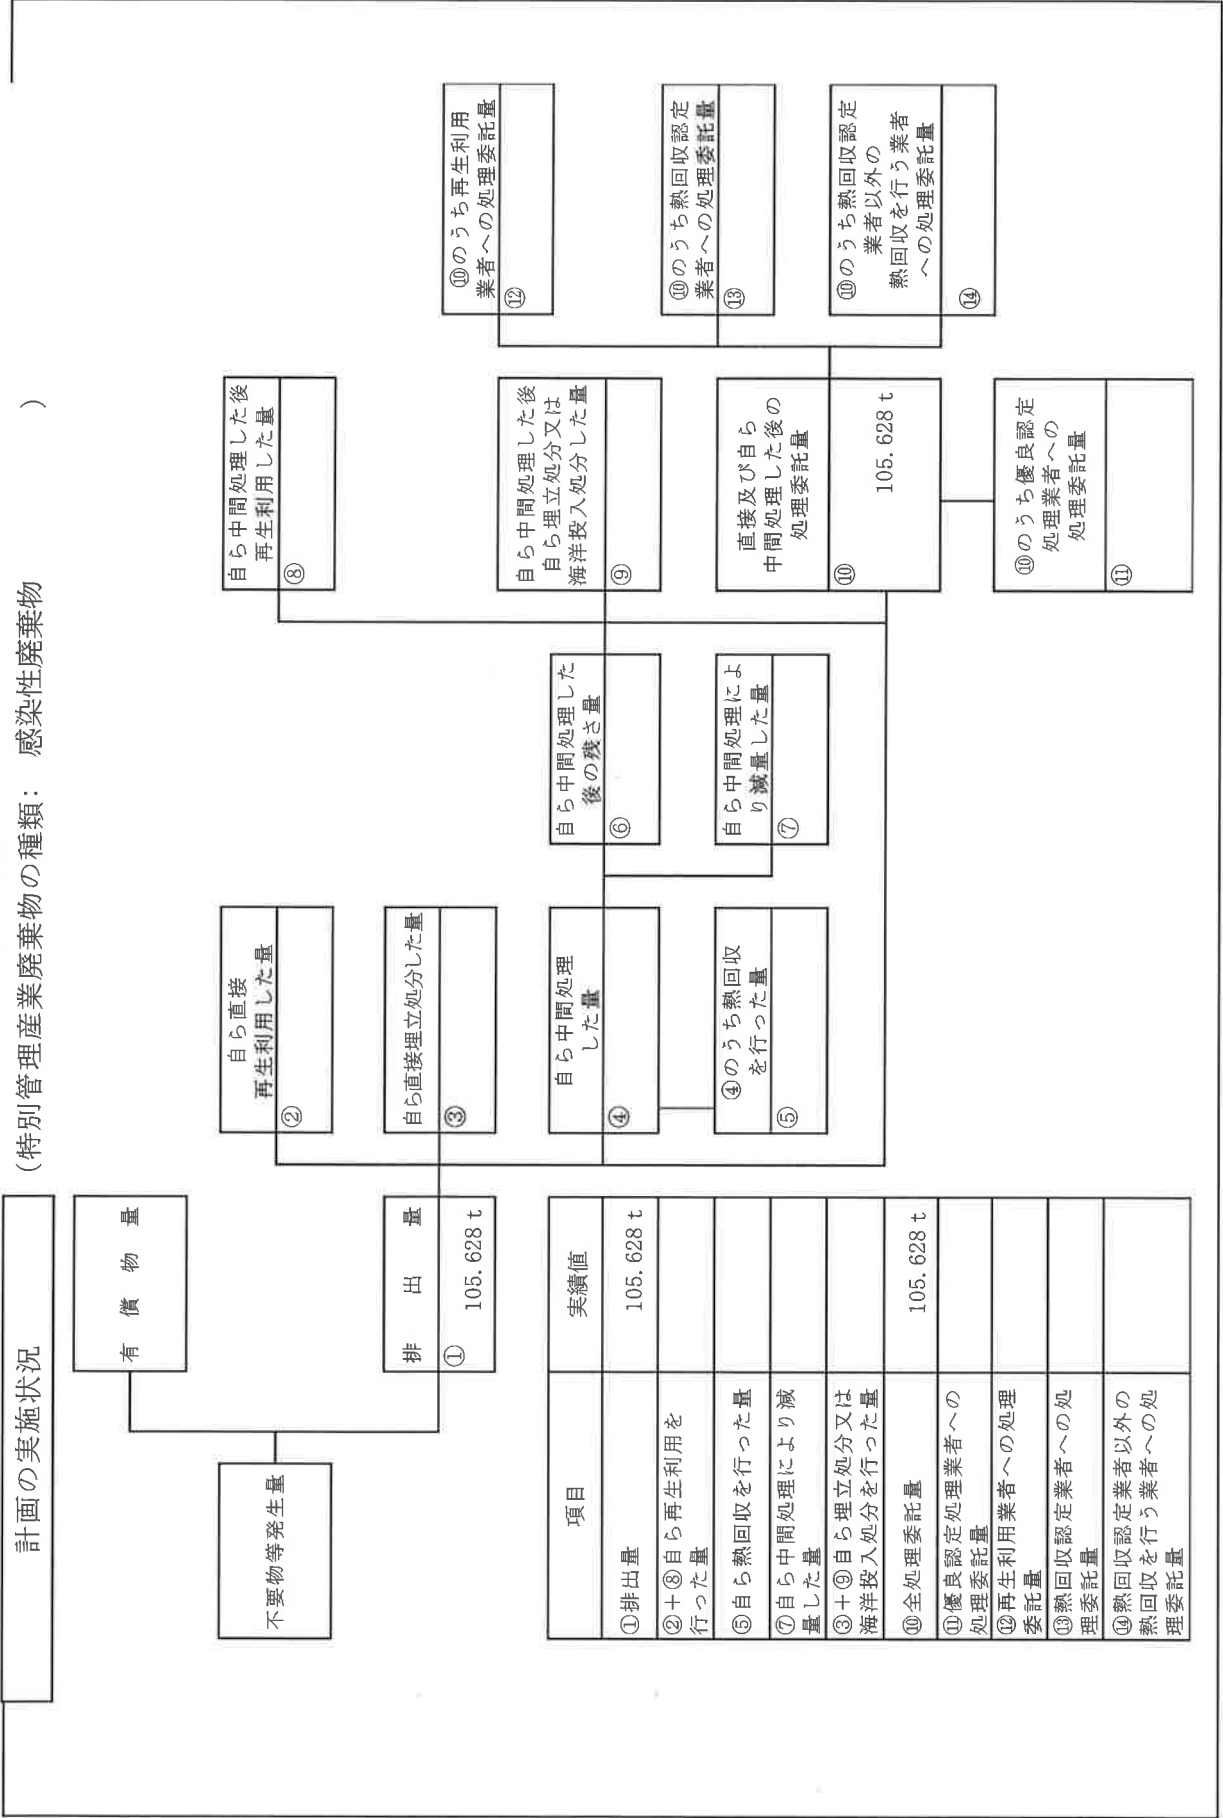 計画の実施状況
(特別管理産業廃棄物の種類: 感染性廃棄物 )
不要物等発生量
有償物量
排出量
①
105.628 t
自ら直接
再生利用した量
②
自ら直接埋立処分した量
③
自ら中間処理
した量
④
④のうち熱回収
を行った量
⑤
自ら中間処理した
後の残さ量
⑥
自ら中間処理によ
り減量した量
⑦
自ら中間処理した後
再生利用した量
⑧
自ら中間処理した後
自ら埋立処分又は
海洋投入処分した量
⑨
直接及び自ら
中間処理した後の
処理委託量
⑩
105.628 t
⑩のうち優良認定
処理業者への
処理委託量
⑪
⑩のうち再生利用
業者への処理委託量
⑫
⑩のうち熱回収認定
業者への処理委託量
⑬
⑩のうち熱回収認定
業者以外の
熱回収を行う業者
への処理委託量
⑭
項目 実績値
①排出量 105.628 t
②+⑧自ら再生利用を
行った量
⑤自ら熱回収を行った量
⑦自ら中間処理により減
量した量
③+⑨自ら埋立処分又は
海洋投入処分を行った量
⑩全処理委託量 105.628 t
⑪優良認定処理業者への
処理委託量
⑫再生利用業者への処理
委託量
⑬熱回収認定業者への処
理委託量
⑭熱回収認定業者以外の
熱回収を行う業者への処
理委託量